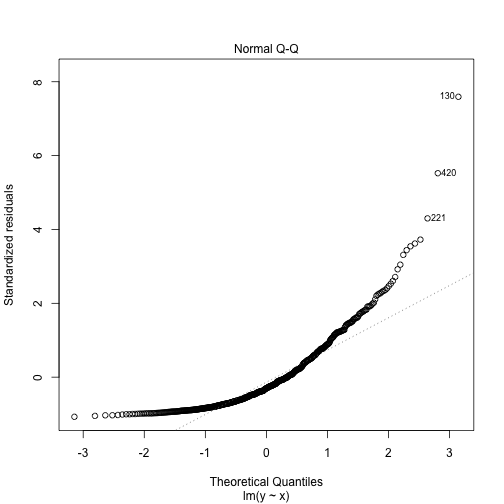 Normal Q-Q
130
420
221
Standardized residuals
8
6
4
2
0
-3 -2 -1 0 1 2 3
Theoretical Quantiles
lm(y ~ x)